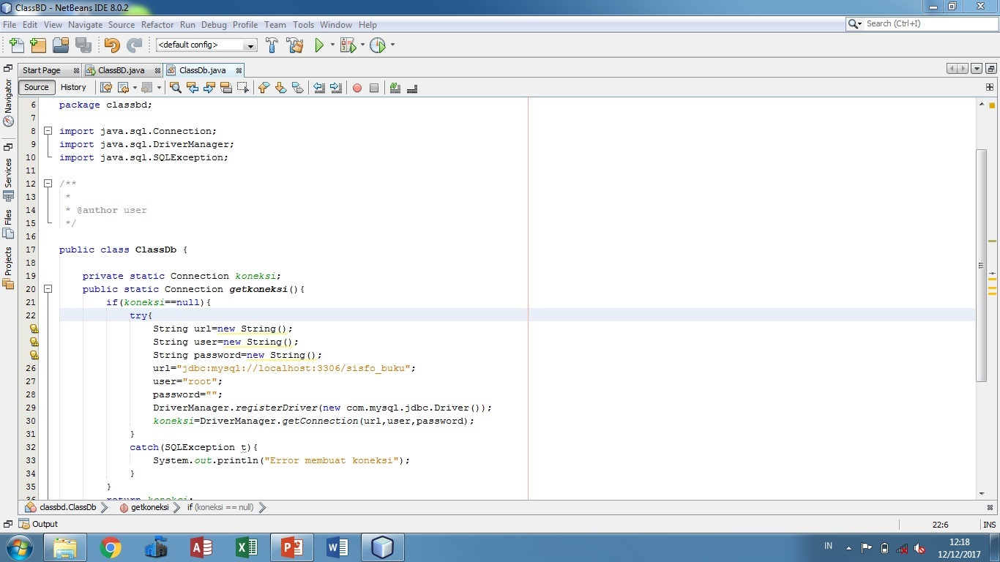 ClassBD - NetBeans IDE 8.0.2
File Edit View Navigate Source Refactor Run Debug Profile Team Tools Window Help
Search (Ctrl+I)
<default config>
Start Page ClassBD.java ClassDb.java
Source History
Navigator
Services
Files
Projects
6 package classbd;
7
8 import java.sql.Connection;
9 import java.sql.DriverManager;
10 import java.sql.SQLException;
11
12 /**
13 *
14 * @author user
15 */
16
17 public class ClassDb {
18
19 private static Connection koneksi;
20 public static Connection getkoneksi(){
21 if(koneksi==null){
22 try{
String url=new String();
String user=new String();
String password=new String();
26 url="jdbc:mysql://localhost:3306/sisfo_buku";
27 user="root";
28 password="";
29 DriverManager.registerDriver(new com.mysql.jdbc.Driver());
30 koneksi=DriverManager.getConnection(url,user,password);
31 }
32 catch(SQLException t){
33 System.out.println("Error membuat koneksi");
34 }
35 }
36 return koneksi;
classbd.ClassDb getkoneksi if (koneksi == null)
Output
22:6 INS
IN
12:18
12/12/2017